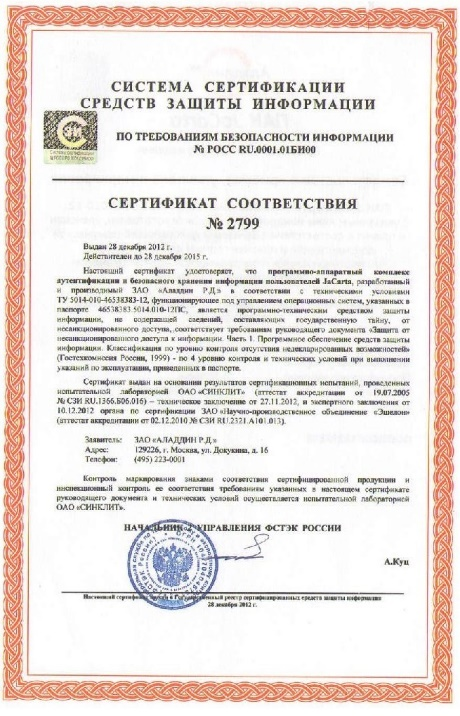 СИСТЕМА СЕРТИФИКАЦИИ
СРЕДСТВ ЗАЩИТЫ ИНФОРМАЦИИ
ПО ТРЕБОВАНИЯМ БЕЗОПАСНОСТИ ИНФОРМАЦИИ
№ РОСС RU.0001.01БИ00
СЕРТИФИКАТ СООТВЕТСТВИЯ
№ 2799
Выдан 28 декабря 2012 г.
Действителен до 28 декабря 2015 г.
Настоящий сертификат удостоверяет, что программно-аппаратный комплекс
аутентификации и безопасного хранения информации пользователей JaCarta, разработанный
и производимый ЗАО «Аладдин Р.Д.» в соответствии с техническими условиями
ТУ 5014-010-46538383-12, функционирующее под управлением операционных систем, указанных в
паспорте 46538383.5014.010-12ПС, является программно-техническим средством защиты
информации, не содержащей сведений, составляющих государственную тайну, от
несанкционированного доступа, соответствует требованиям руководящего документа «Защита от
несанкционированного доступа к информации. Часть 1. Программное обеспечение средств защиты
информации. Классификация по уровню контроля отсутствия недекларированных возможностей»
(Гостехкомиссия России, 1999) - по 4 уровню контроля и технических условий при выполнении
указаний по эксплуатации, приведенных в паспорте.
Сертификат выдан на основании результатов сертификационных испытаний, проведенных
испытательной лабораторией ОАО «СИНКЛИТ» (аттестат аккредитации от 19.07.2005
№ СЗИ RU.1366.Б06.016) – техническое заключение от 27.11.2012, и экспертного заключения от
10.12.2012 органа по сертификации ЗАО «Научно-производственное объединение «Эшелон»
(аттестат аккредитации от 02.12.2010 № СЗИ RU.2321.А101.013).
Заявитель: ЗАО «АЛАДДИН Р.Д.»
Адрес: 129226, г. Москва, ул. Докукина, д. 16
Телефон: (495) 223-0001
Контроль маркирования знаками соответствия сертифицированной продукции и
инспекционный контроль ее соответствия требованиям указанных в настоящем сертификате
руководящего документа и технических условий осуществляется испытательной лабораторией
ОАО «СИНКЛИТ».
НАЧАЛЬНИК 2 УПРАВЛЕНИЯ ФСТЭК РОССИИ
А.Куц
Настоящий сертификат внесен в Государственный реестр сертифицированных средств защиты информации
28 декабря 2012 г.